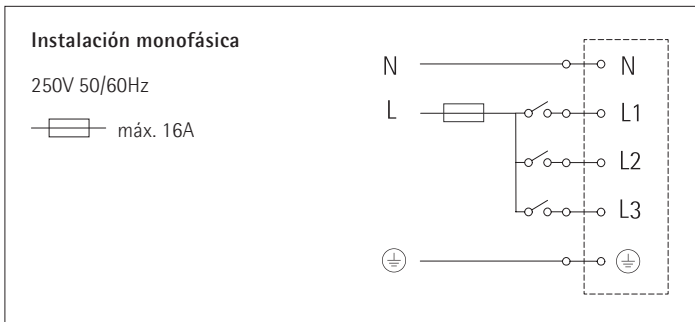 Instalación monofásica
250V 50/60Hz
máx. 16A
N N
L L1
L2
L3